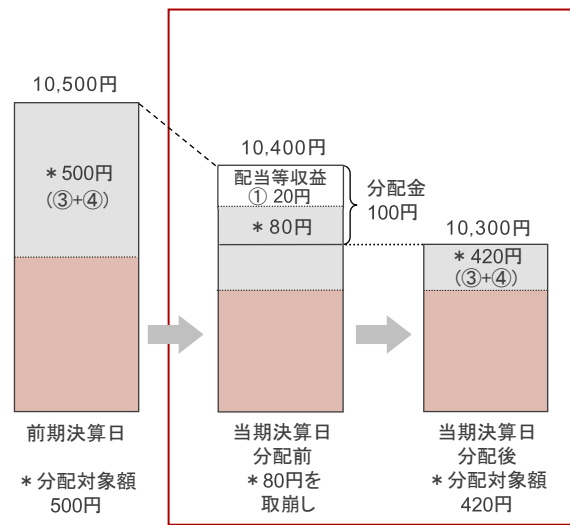 10,500円
＊500円
(③+④)
前期決算日
＊分配対象額
500円
10,400円
配当等収益
① 20円
＊80円
分配金
100円
当期決算日
分配前
＊80円を
取崩し
10,300円
＊420円
(③+④)
当期決算日
分配後
＊分配対象額
420円